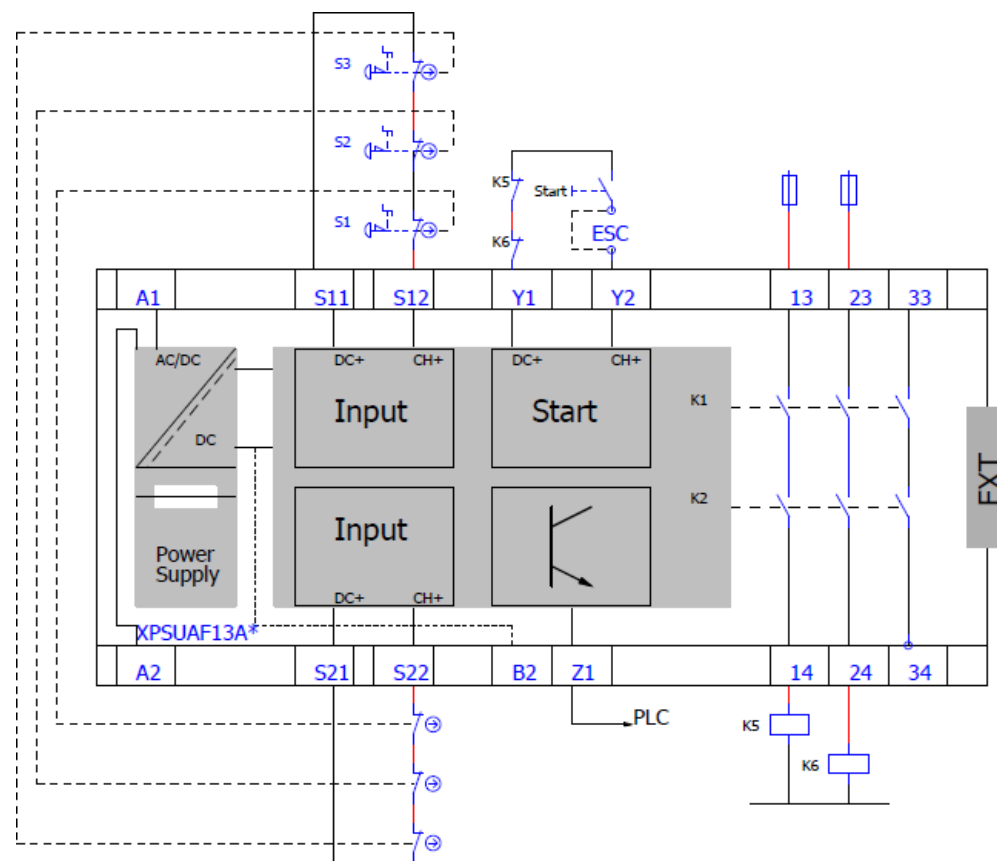 S3
S2
S1
K5
Start
K6
ESC
A1
S11
S12
Y1
Y2
13
23
33
AC/DC
DC
DC+
CH+
Input
DC+
CH+
Start
K1
K2
EXT
Power
Supply
Input
DC+
CH+
XPSUAF13A*
A2
S21
S22
B2
Z1
14
24
34
PLC
K5
K6